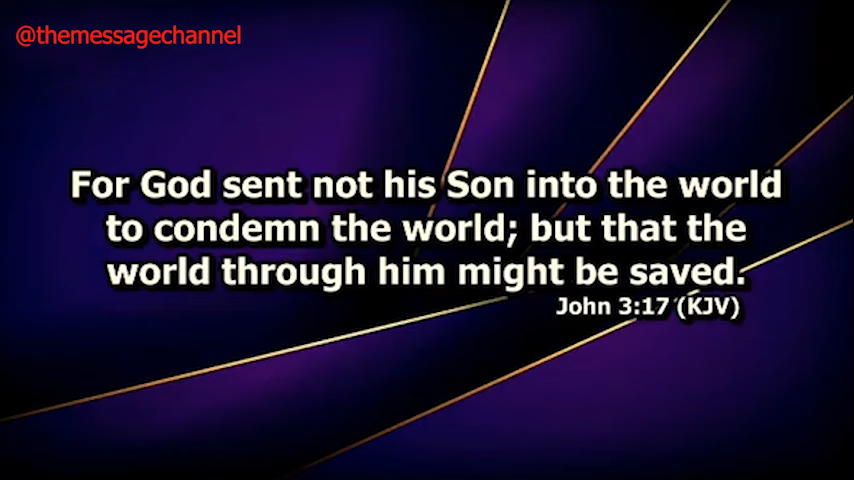 @themessagechannel
For God sent not his Son into the world
to condemn the world; but that the
world through him might be saved.
John 3:17 (KJV)